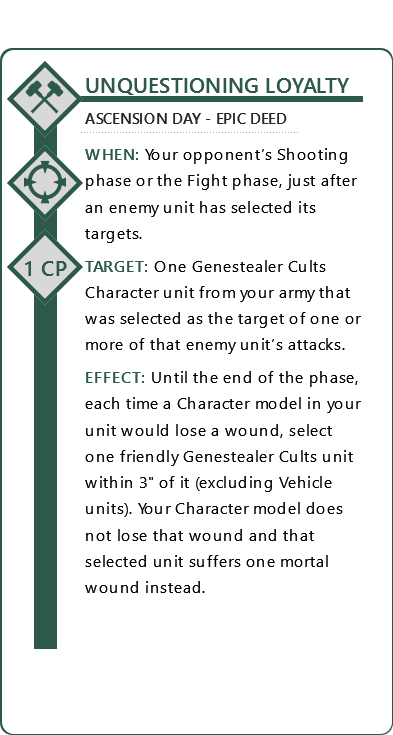 UNQUESTIONING LOYALTY
ASCENSION DAY - EPIC DEED
WHEN: Your opponent's Shooting
phase or the Fight phase, just after
an enemy unit has selected its
targets.
1 CP
TARGET: One Genestealer Cults
Character unit from your army that
was selected as the target of one or
more of that enemy unit's attacks.
EFFECT: Until the end of the phase,
each time a Character model in your
unit would lose a wound, select
one friendly Genestealer Cults unit
within 3" of it (excluding Vehicle
units). Your Character model does
not lose that wound and that
selected unit suffers one mortal
wound instead.